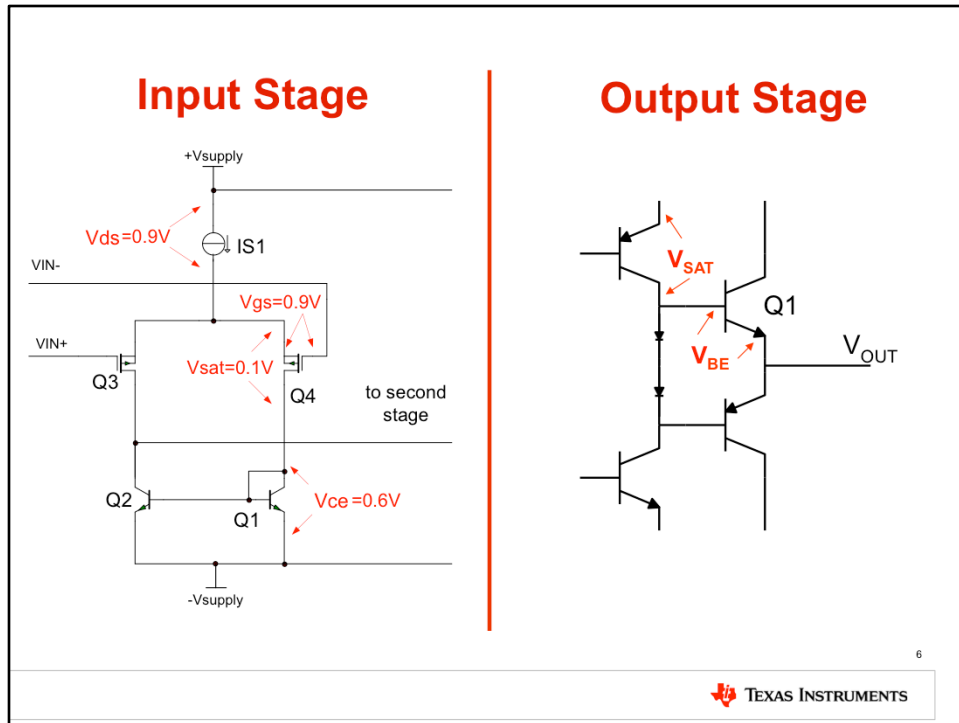 Input Stage
+Vsupply
Vds=0.9V
IS1
VIN-
Vgs=0.9V
VIN+
Vsat=0.1V
Q3
Q4
to second
stage
Q2
Q1
Vce=0.6V
-Vsupply
Output Stage
VSAT
Q1
VBE
VOUT
6
TEXAS INSTRUMENTS